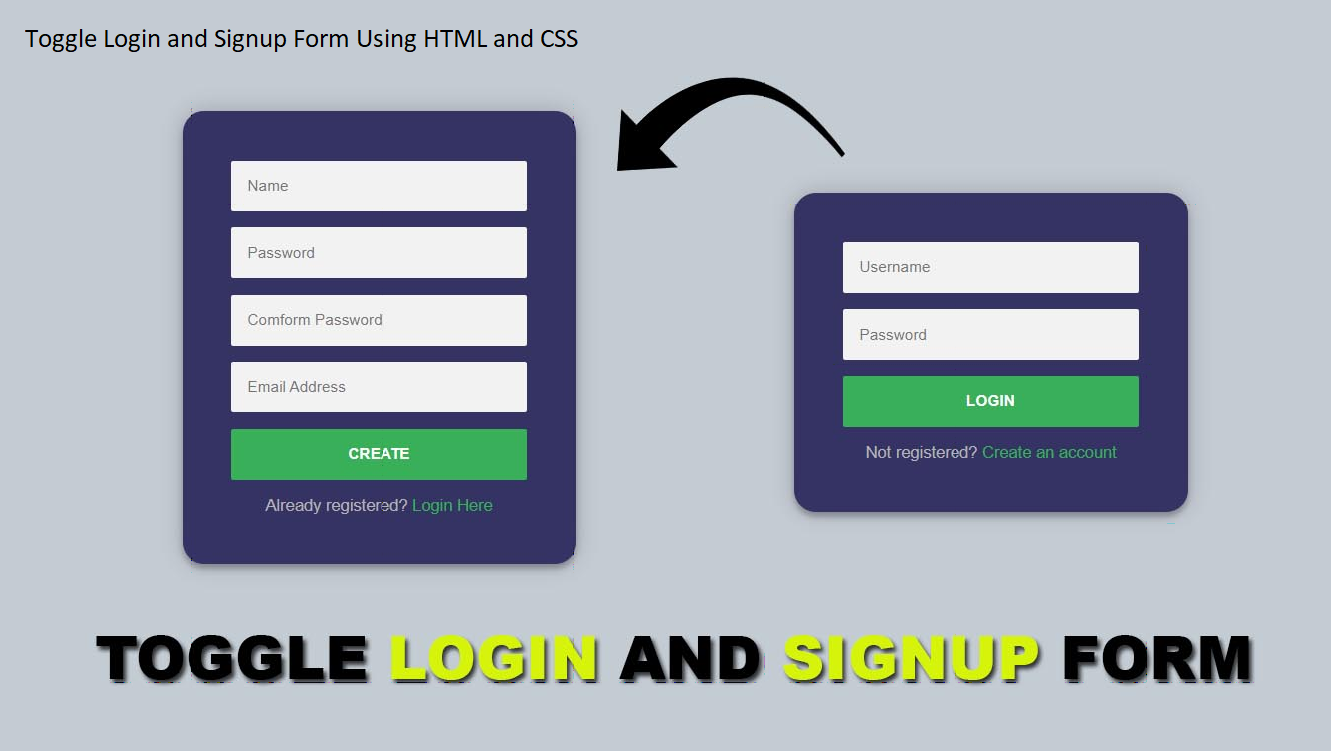 Toggle Login and Signup Form Using HTML and CSS
Name
Password
Comform Password
Email Address
CREATE
Already registered? Login Here
Username
Password
LOGIN
Not registered? Create an account
TOGGLE LOGIN AND SIGNUP FORM